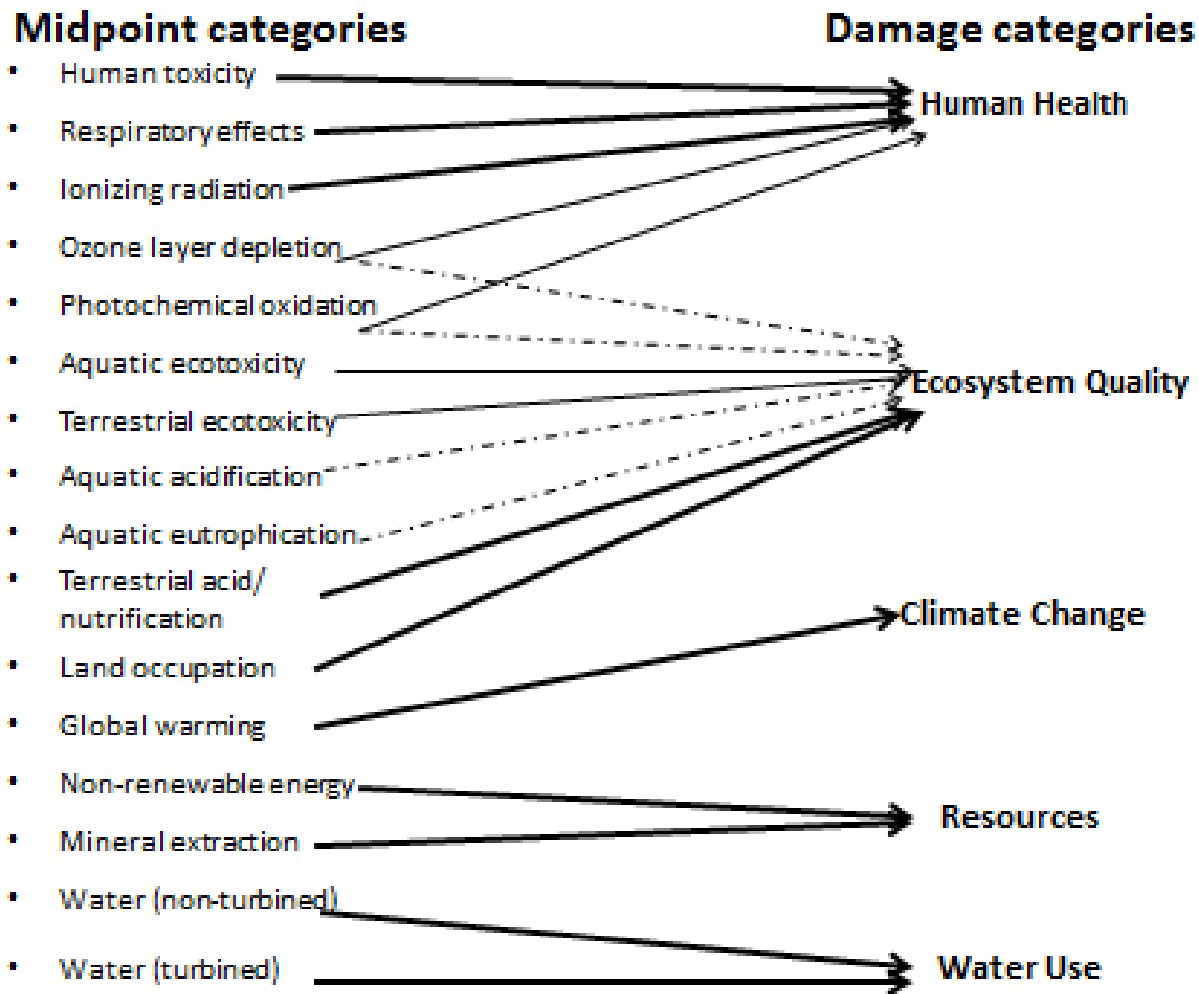 Midpoint categories
Damage categories
• Human toxicity
Human Health
• Respiratory effects
• Ionizing radiation
• Ozone layer depletion
• Photochemical oxidation
• Aquatic ecotoxicity
Ecosystem Quality
• Terrestrial ecotoxicity
• Aquatic acidification
• Aquatic eutrophication
• Terrestrial acid/
nutrification
Climate Change
• Land occupation
• Global warming
• Non-renewable energy
Resources
• Mineral extraction
• Water (non-turbined)
• Water (turbined)
Water Use